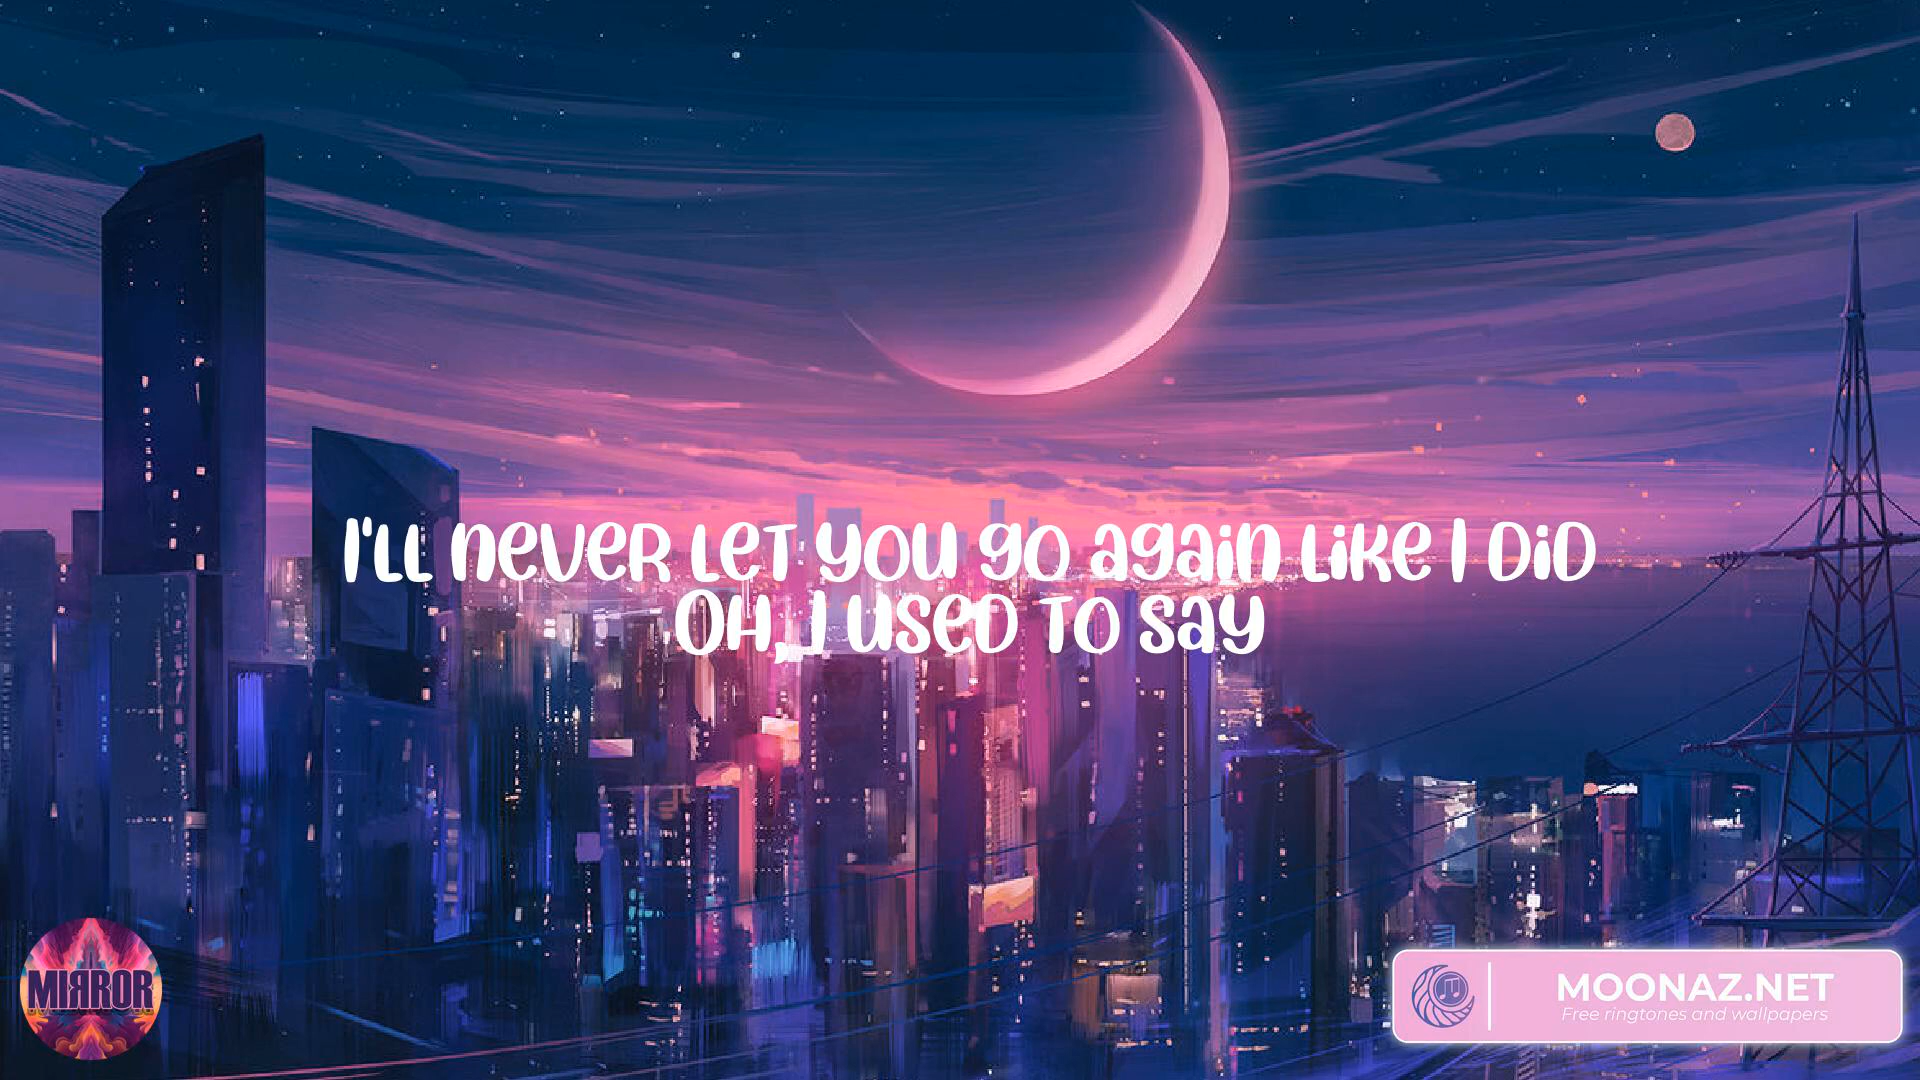 I'll never let you go again like I did
Oh, I used to say
MIRROR
MOONAZ.NET
Free ringtones and wallpapers